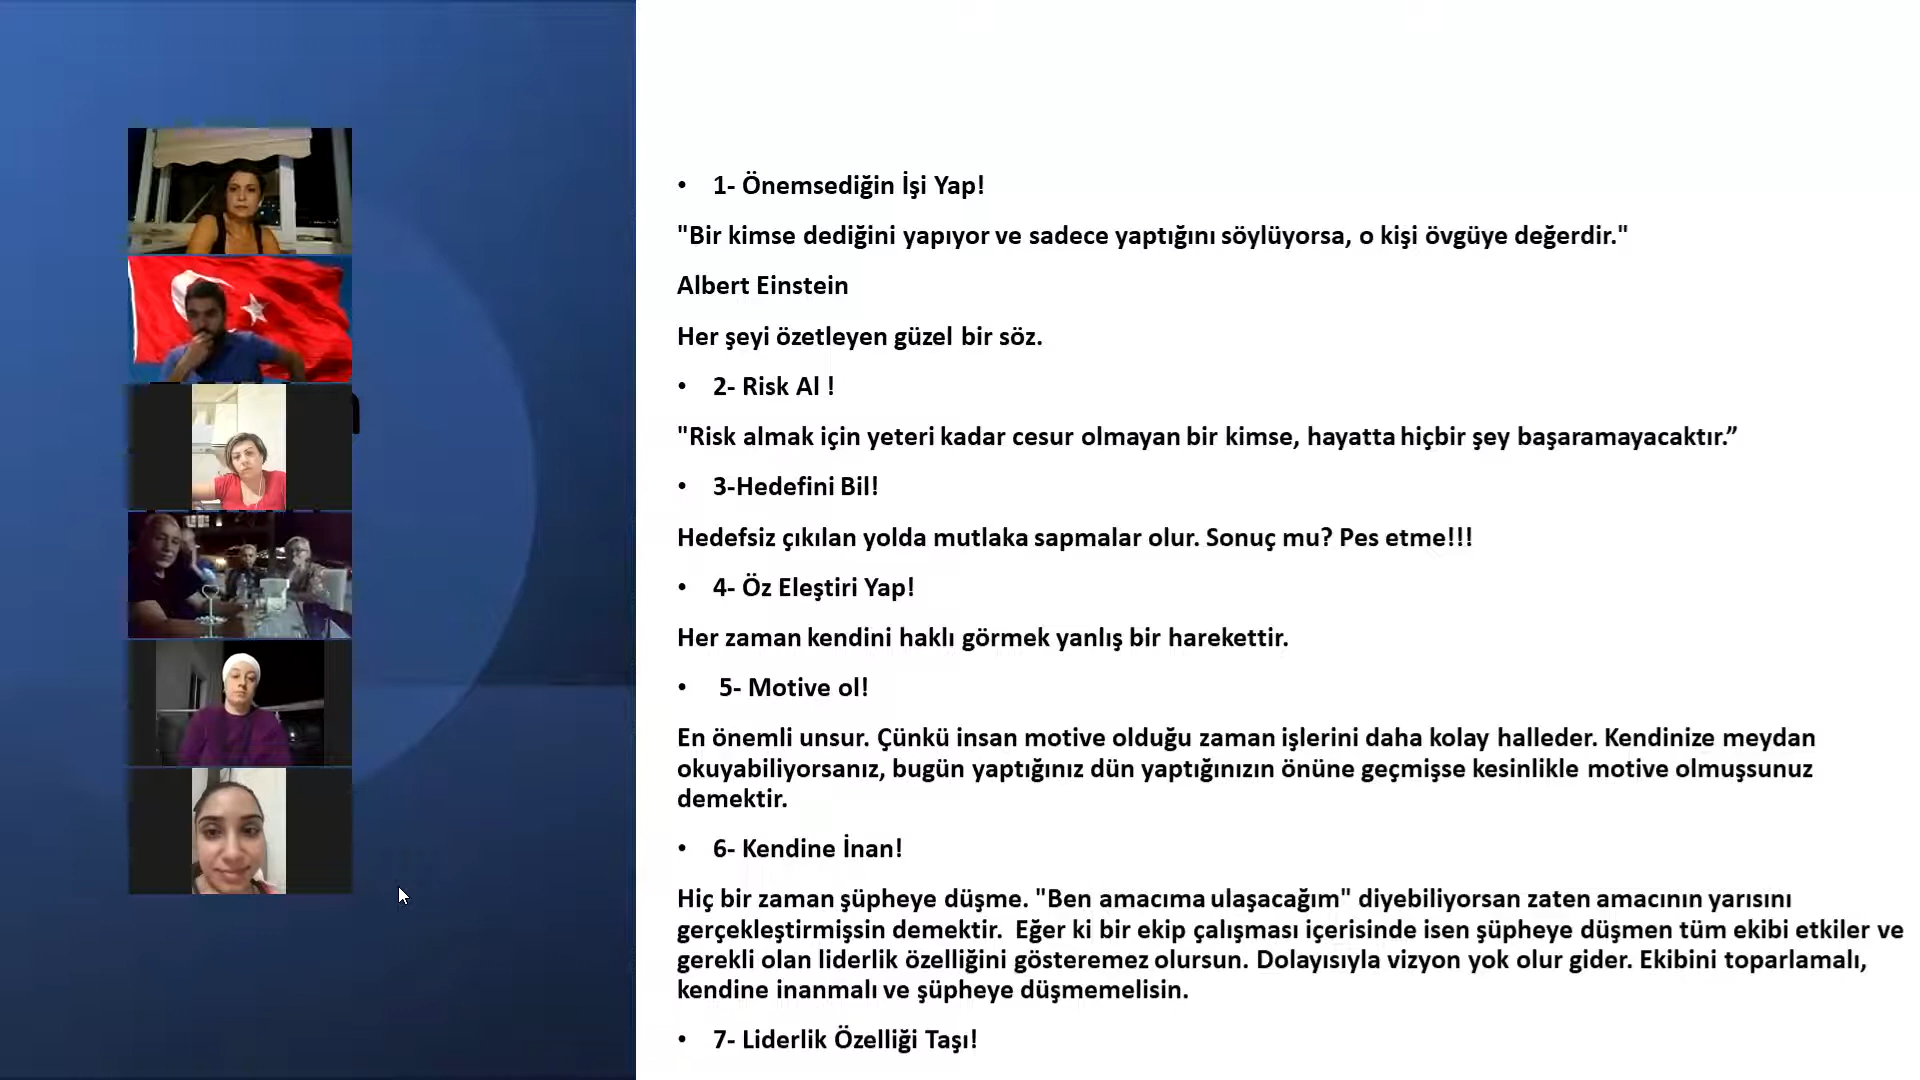 • 1- Önemsediğin İşi Yap!
"Bir kimse dediğini yapıyor ve sadece yaptığını söylüyorsa, o kişi övgüye değerdir."
Albert Einstein
Her şeyi özetleyen güzel bir söz.
• 2- Risk Al !
"Risk almak için yeteri kadar cesur olmayan bir kimse, hayatta hiçbir şey başaramayacaktır.”
• 3-Hedefini Bil!
Hedefsiz çıkılan yolda mutlaka sapmalar olur. Sonuç mu? Pes etme!!!
• 4- Öz Eleştiri Yap!
Her zaman kendini haklı görmek yanlış bir harekettir.
• 5- Motive ol!
En önemli unsur. Çünkü insan motive olduğu zaman işlerini daha kolay halleder. Kendinize meydan
okuyabiliyorsanız, bugün yaptığınız dün yaptığınızın önüne geçmişse kesinlikle motive olmuşsunuz
demektir.
• 6- Kendine İnan!
Hiç bir zaman şüpheye düşme. "Ben amacıma ulaşacağım" diyebiliyorsan zaten amacının yarısını
gerçekleştirmişsin demektir. Eğer ki bir ekip çalışması içerisinde isen şüpheye düşmen tüm ekibi etkiler ve
gerekli olan liderlik özelliğini gösteremez olursun. Dolayısıyla vizyon yok olur gider. Ekibini toparlamalı,
kendine inanmalı ve şüpheye düşmemelisin.
• 7- Liderlik Özelliği Taşı!